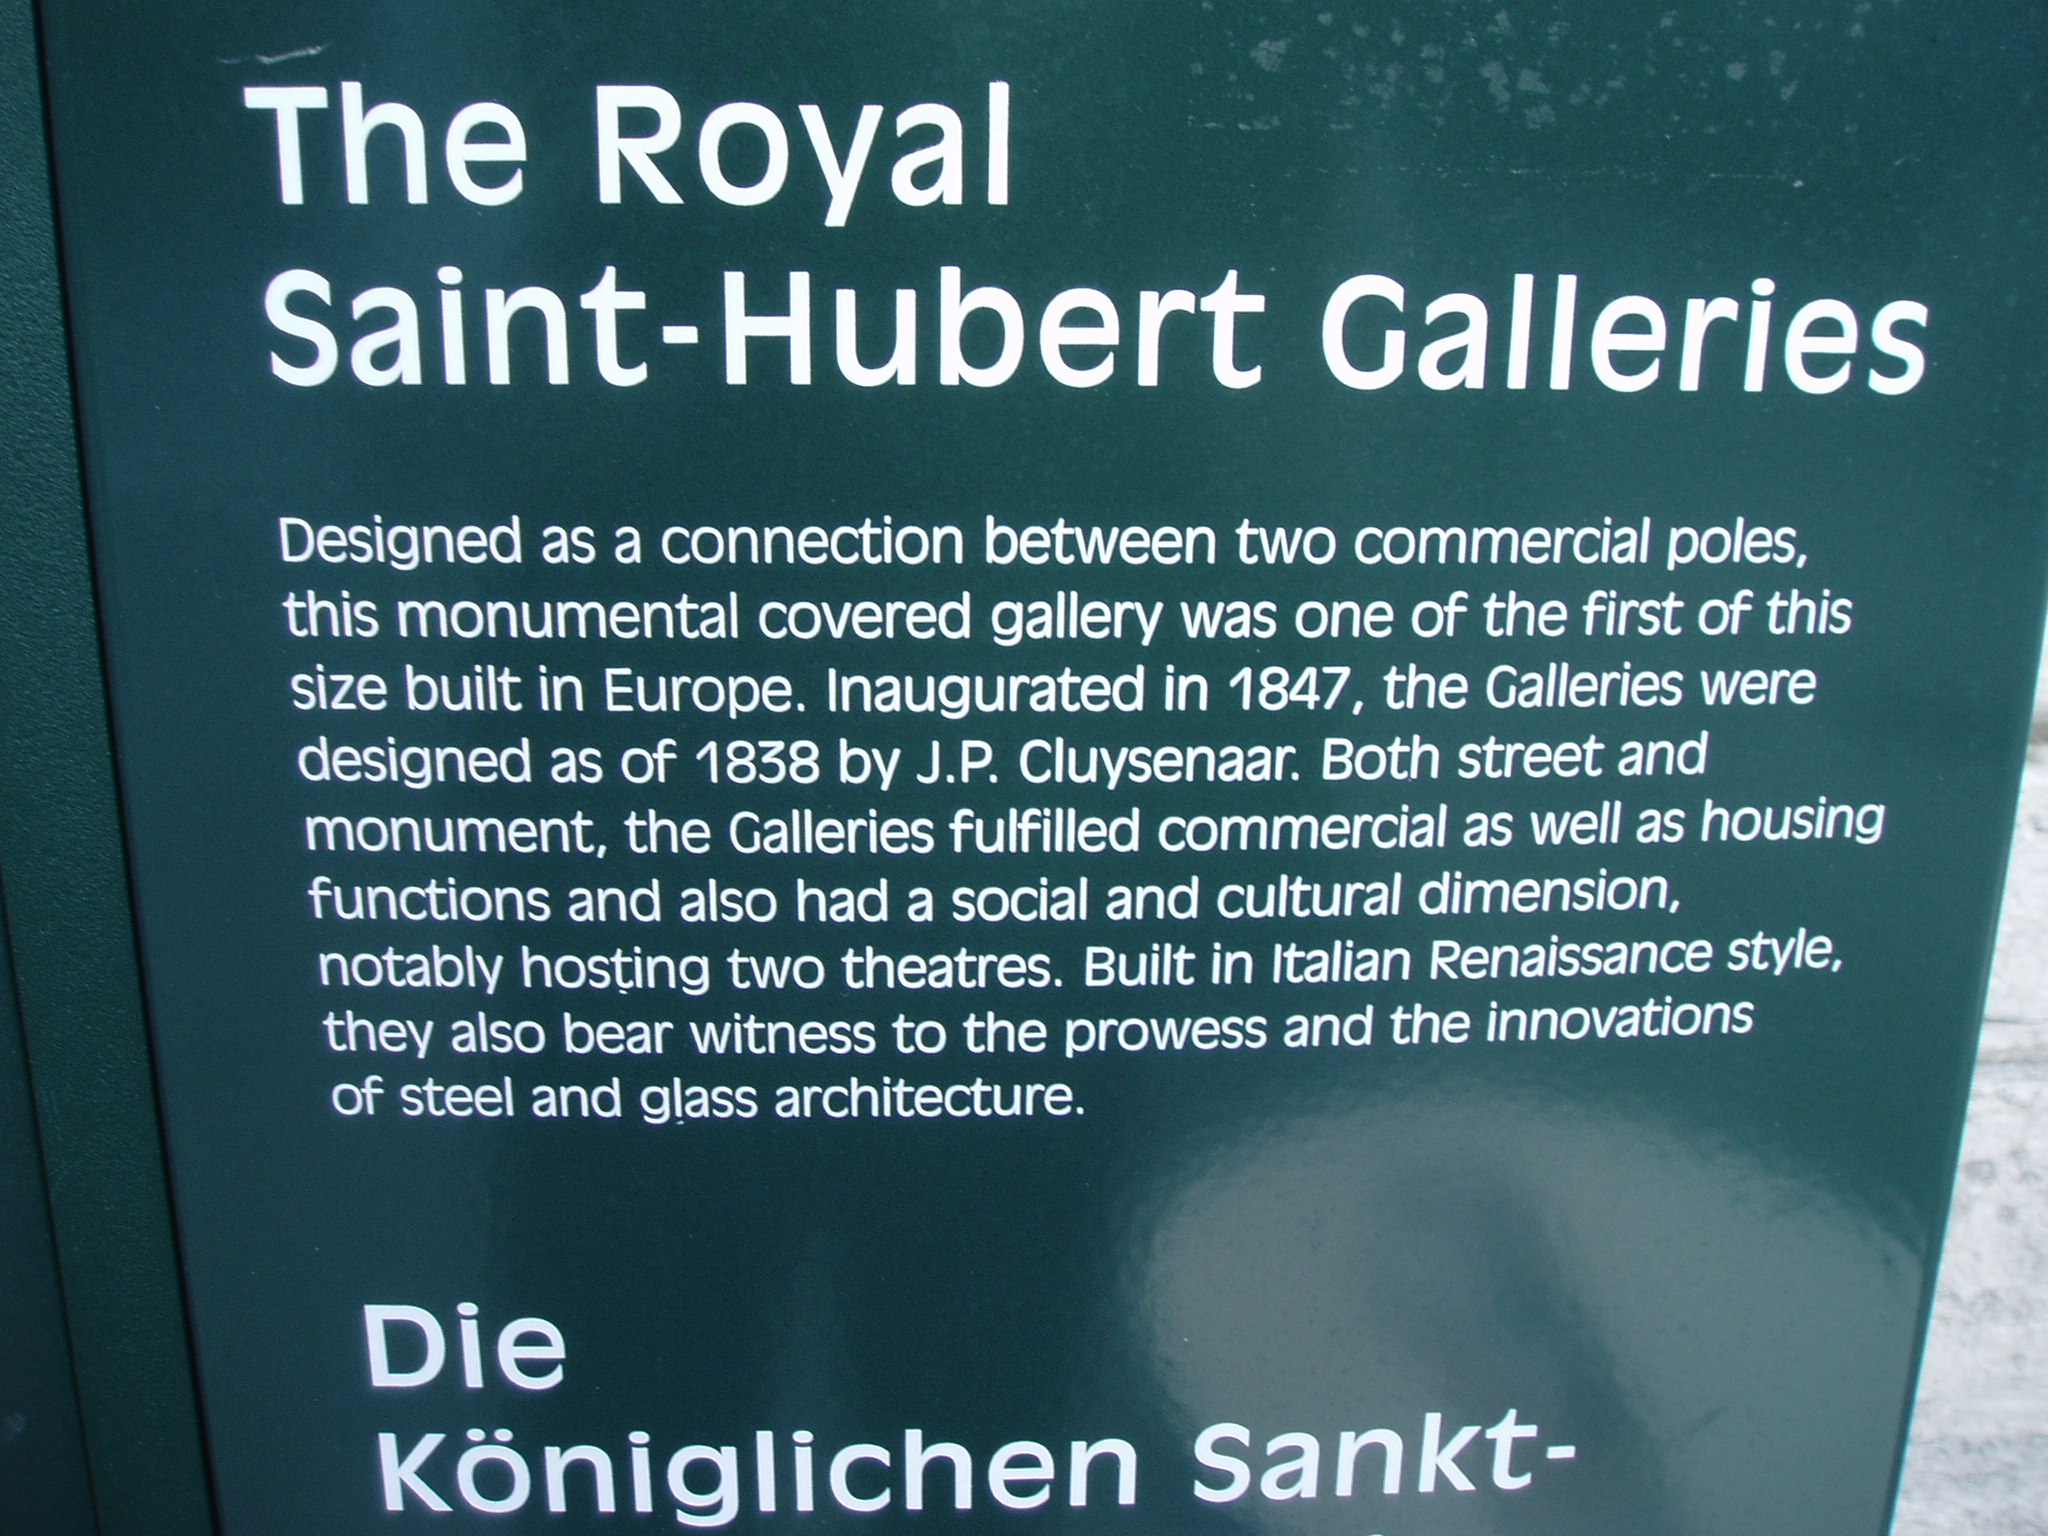 The Royal
Saint-Hubert Galleries
Designed as a connection between two commercial poles,
this monumental covered gallery was one of the first of this
size built in Europe. Inaugurated in 1847, the Galleries were
designed as of 1838 by J.P. Cluysenaar. Both street and
monument, the Galleries fulfilled commercial as well as housing
functions and also had a social and cultural dimension,
notably hosting two theatres. Built in Italian Renaissance style,
they also bear witness to the prowess and the innovations
of steel and glass architecture.
Die
Königlichen Sankt-